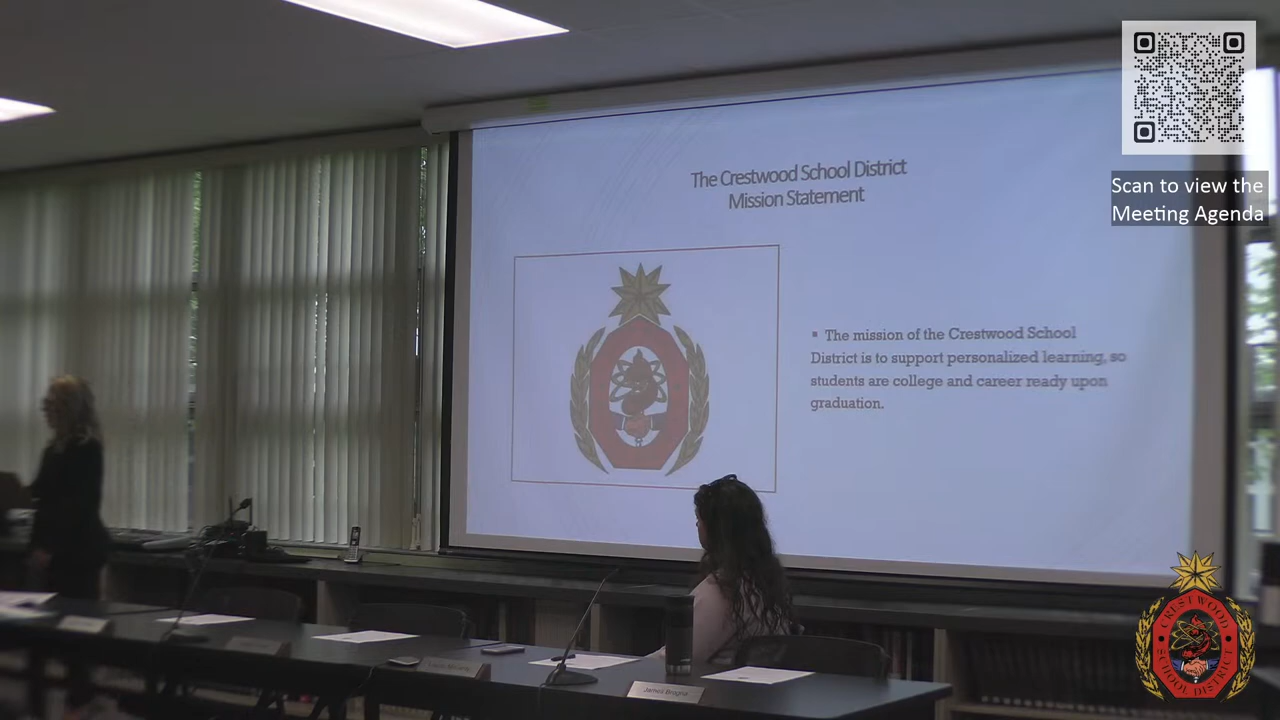 Scan to view the
Meeting Agenda
The Crestwood School District
Mission Statement
▪ The mission of the Crestwood School
District is to support personalized learning, so
students are college and career ready upon
graduation.
James Brogna
CRESTWOOD
SCHOOL DISTRICT